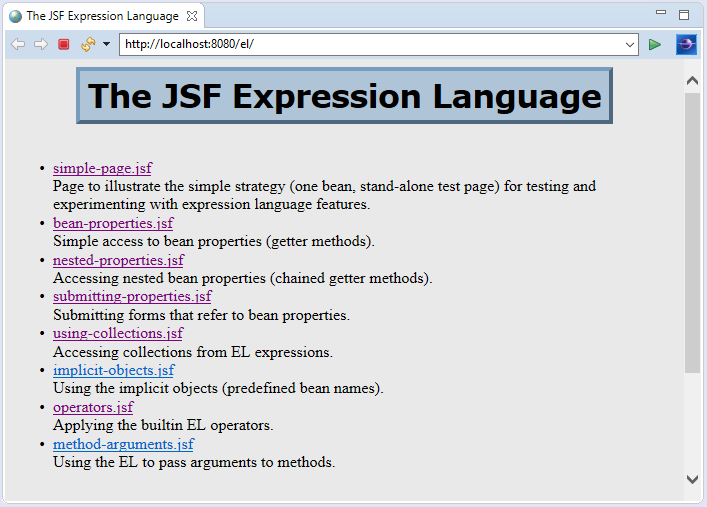 The JSF Expression Language
http://localhost:8080/el/
The JSF Expression Language
• simple-page.jsf
Page to illustrate the simple strategy (one bean, stand-alone test page) for testing and
experimenting with expression language features.
• bean-properties.jsf
Simple access to bean properties (getter methods).
• nested-properties.jsf
Accessing nested bean properties (chained getter methods).
• submitting-properties.jsf
Submitting forms that refer to bean properties.
• using-collections.jsf
Accessing collections from EL expressions.
• implicit-objects.jsf
Using the implicit objects (predefined bean names).
• operators.jsf
Applying the builtin EL operators.
• method-arguments.jsf
Using the EL to pass arguments to methods.